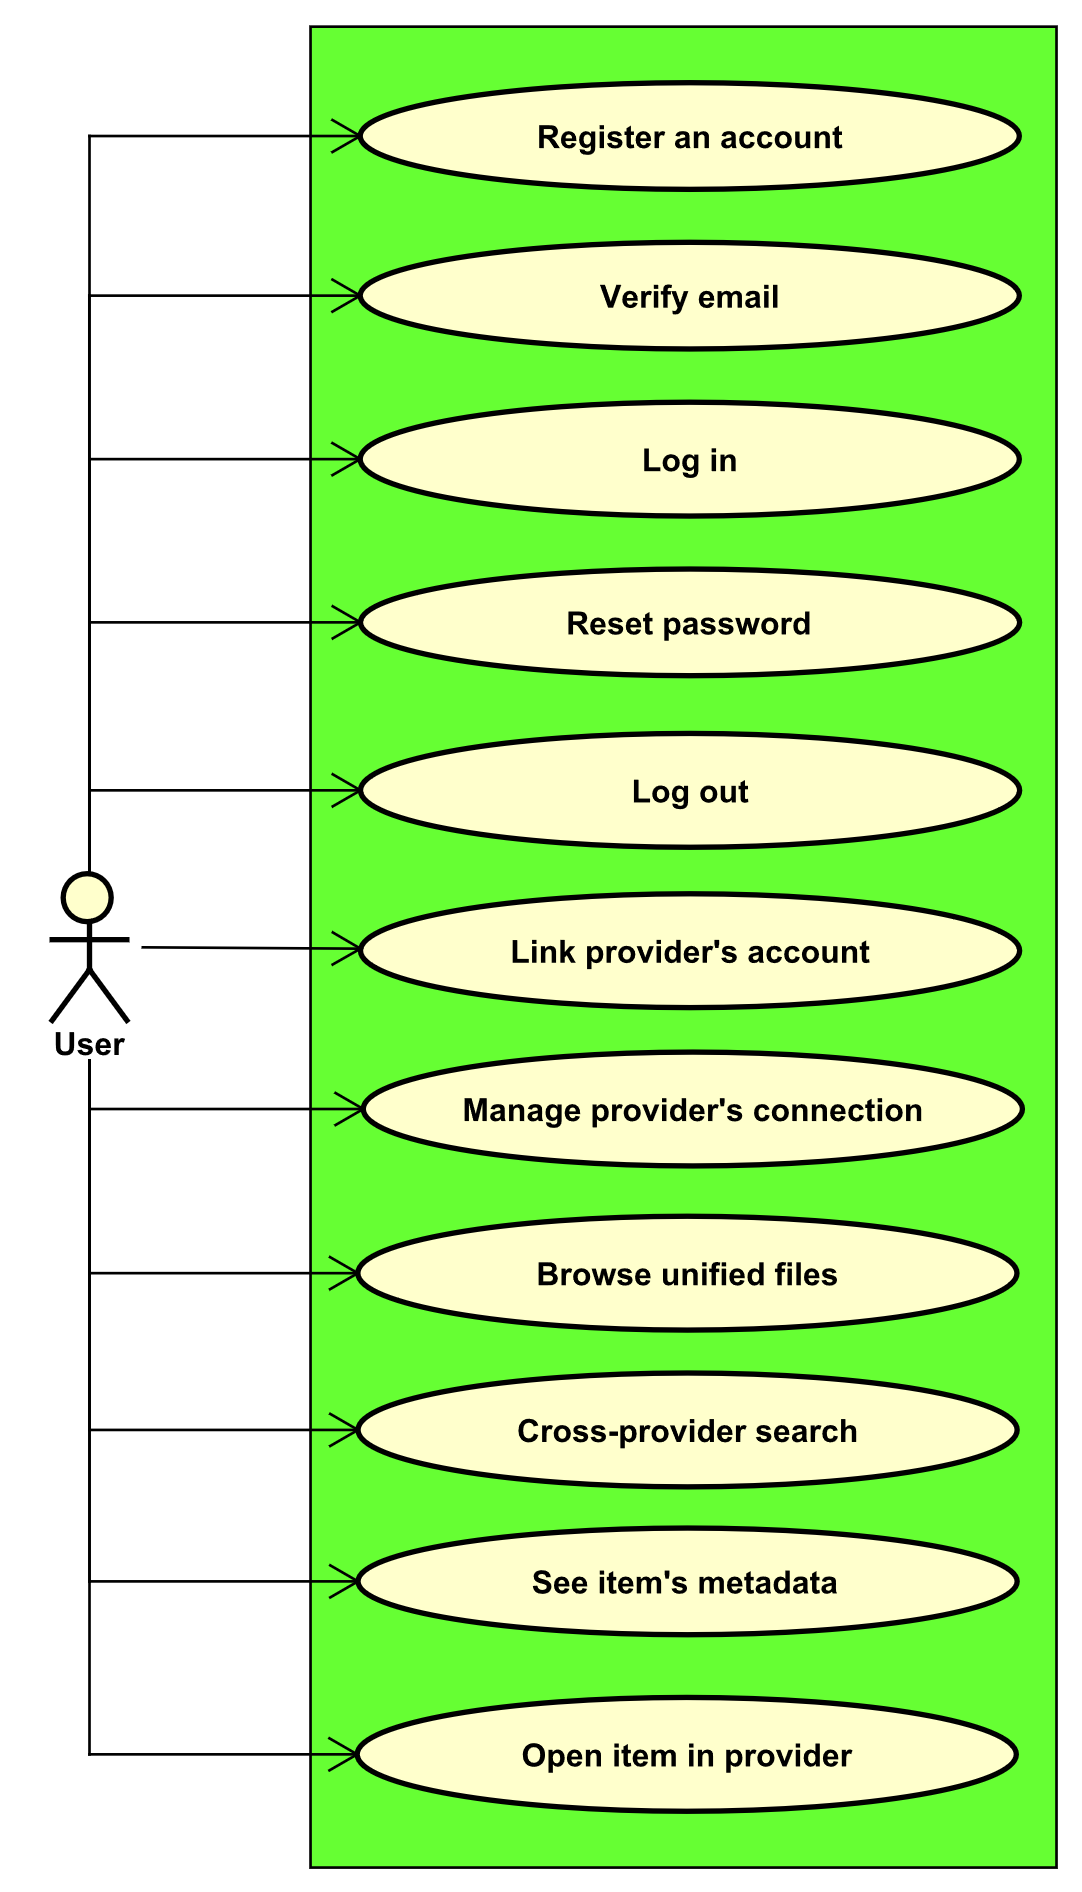 Register an account
Verify email
Log in
Reset password
Log out
Link provider's account
User
Manage provider's connection
Browse unified files
Cross-provider search
See item's metadata
Open item in provider